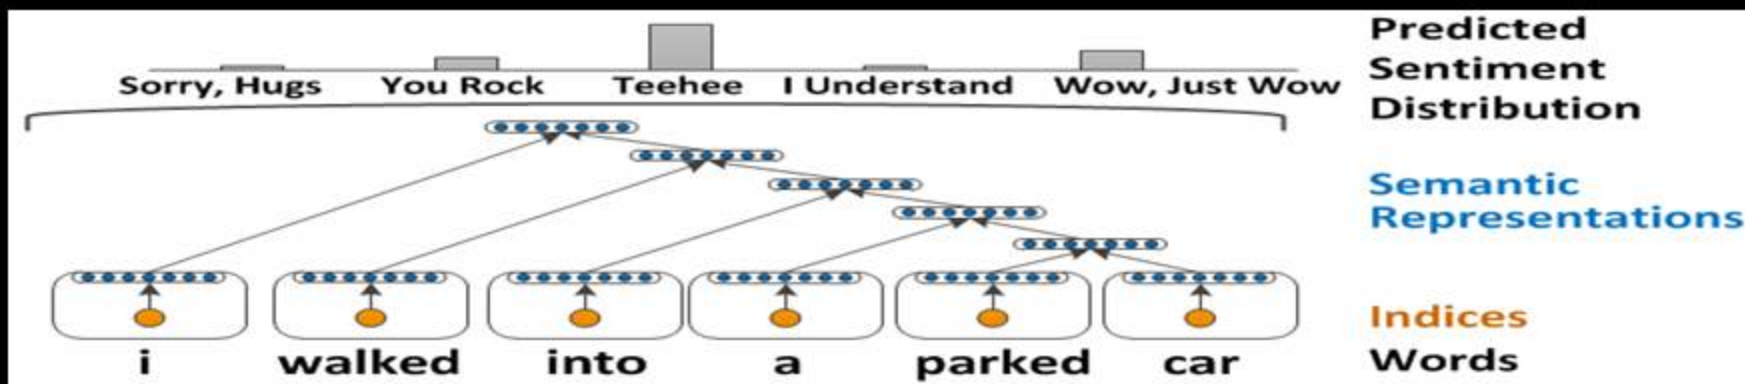 Sorry, Hugs You Rock Teehee I Understand Wow, Just Wow
Predicted
Sentiment
Distribution
Semantic
Representations
Indices
i walked into a parked car
Words